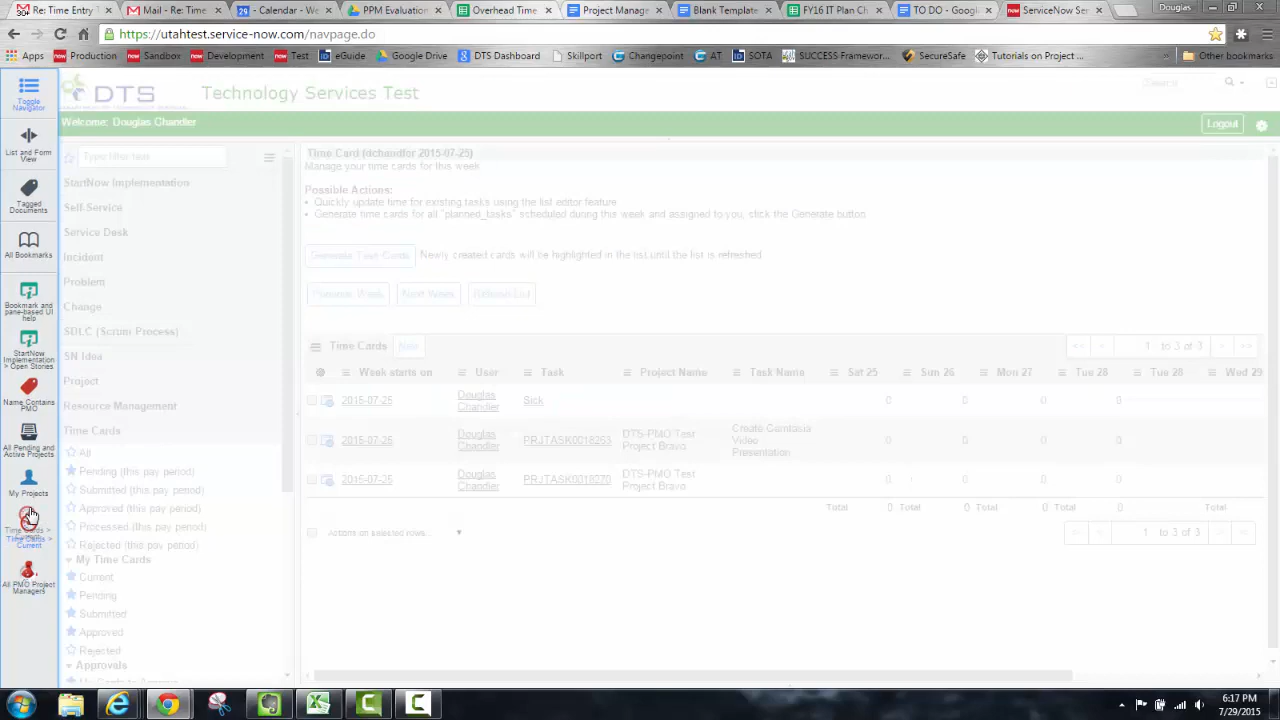 Re: Time Entry
Mail - Re: Time
29 - Calendar - We
PPM Evaluation
Overhead Time
Project Manage
Blank Template
FY16 IT Plan Ch
TO DO - Googl
ServiceNow Ser
Douglas
https://utahtest.service-now.com/navpage.do
Apps
Production
Sandbox
Development
Test
eGuide
Google Drive
DTS Dashboard
Skillport
Changepoint
AT
SOTA
SUCCESS-Framewor...
SecureSafe
Tutorials on Project ...
Other bookmarks
Toggle
Navigator
List and Form
View
Tagged
Documents
All Bookmarks
Bookmark and
pane-based UI
help
StartNow
Implementation
> Open Stories
Name Contains
PMO
All Pending and
Active Projects
My Projects
Time Cards >
Current
All PMO Project
Managers
DTS
Technology Services Test
Search
Welcome: Douglas Chandler
Logout
Type filter text
StartNow Implementation
Self-Service
Service Desk
Incident
Problem
Change
SDLC (Scrum Process)
SN Idea
Project
Resource Management
Time Cards
All
Pending (this pay period)
Submitted (this pay period)
Approved (this pay period)
Processed (this pay period)
Rejected (this pay period)
My Time Cards
Current
Pending
Submitted
Approved
Rejected
Approvals
My Cards to Approve
Time Card (dchandler 2015-07-25)
Manage your time cards for this week
Possible Actions:
• Quickly update time for existing tasks using the list editor feature
• Generate time cards for all "planned_tasks" scheduled during this week and assigned to you, click the Generate button
Generate Task Cards
Newly created cards will be highlighted in the list until the list is refreshed
Previous Week
Next Week
Refresh List
Time Cards
New
1 to 3 of 3
Week starts on
User
Task
Project Name
Task Name
Sat 25
Sun 26
Mon 27
Tue 28
Tue 28
Wed 29
2015-07-25
Douglas
Chandler
Sick
0 0 0 0
2015-07-25
Douglas
Chandler
PRJTASK0018263
DTS-PMO Test
Project Bravo
Create Camtasia
Video
Presentation
0 0 0 0
2015-07-25
Douglas
Chandler
PRJTASK0018270
DTS-PMO Test
Project Bravo
0 0 0 0
Total 0 Total 0 Total 0 Total 0 Total
Actions on selected rows...
1 to 3 of 3
6:17 PM
7/29/2015